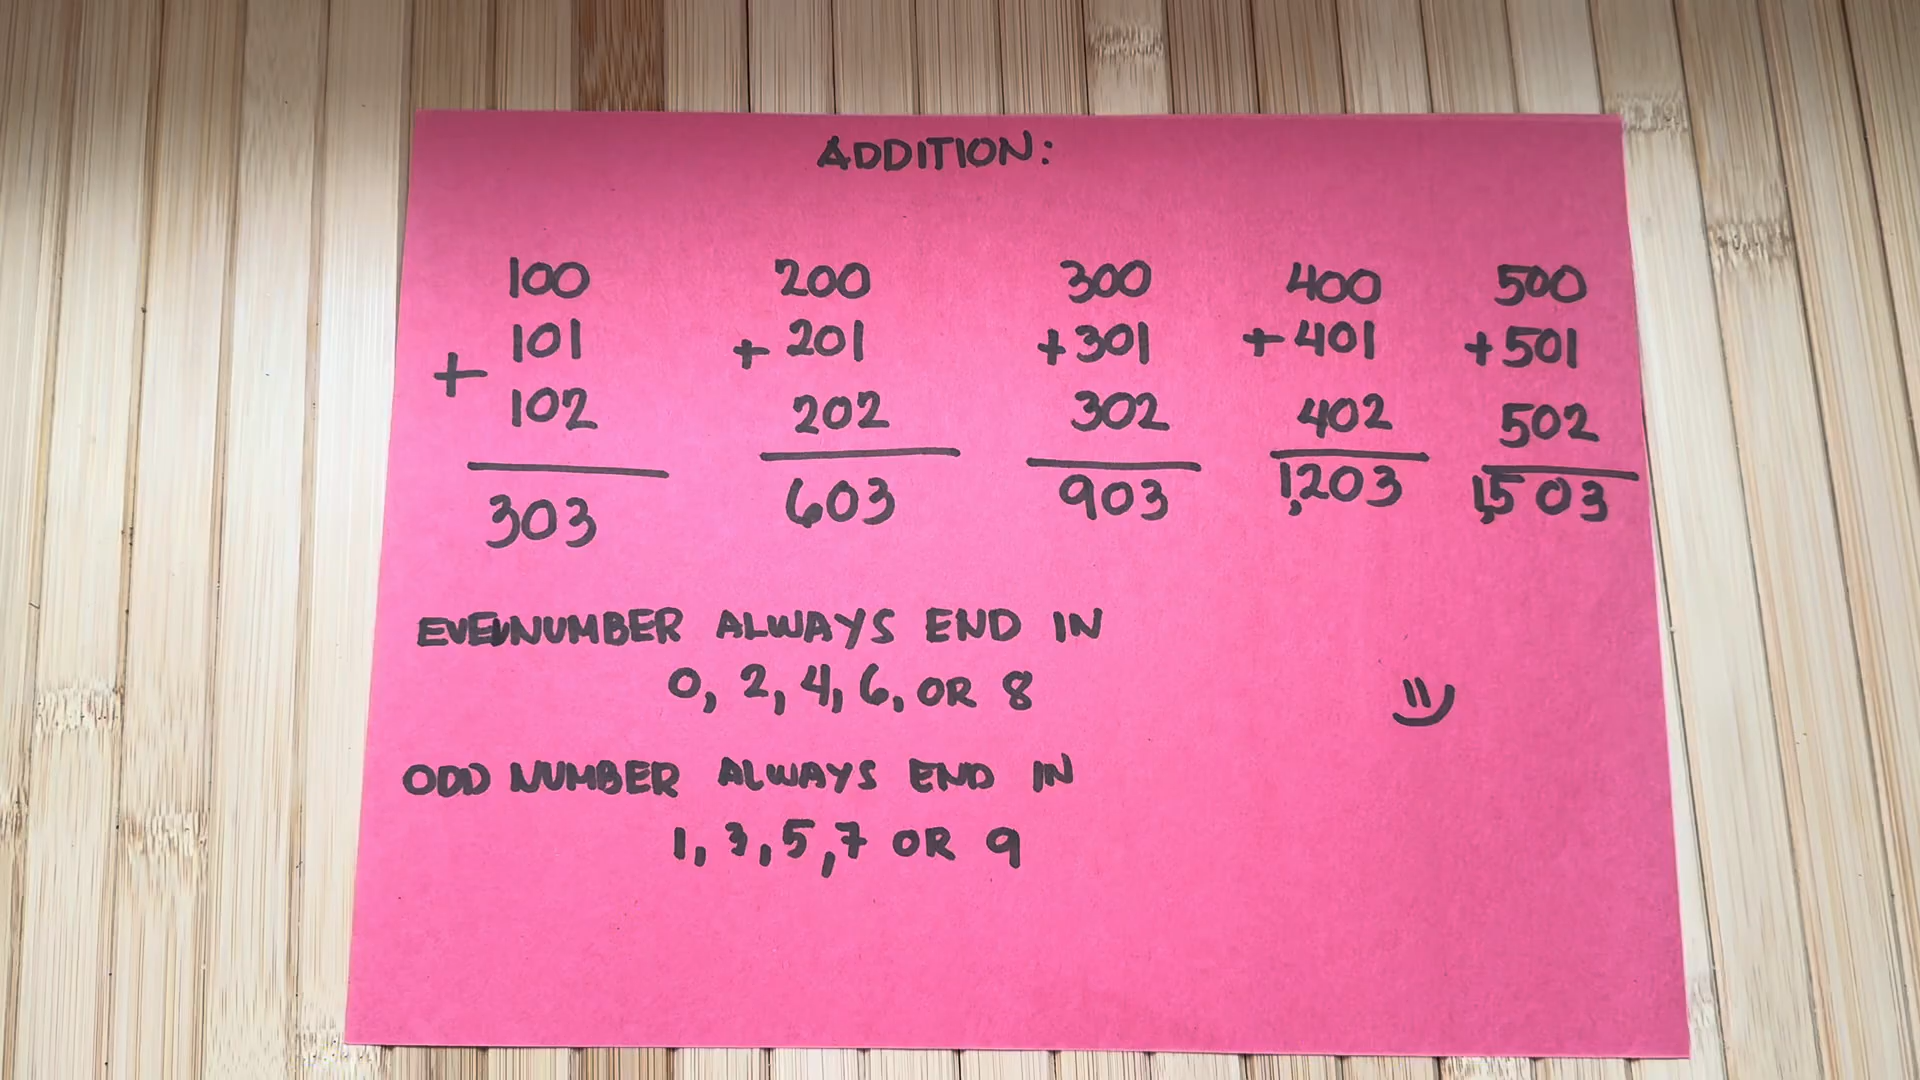 ADDITION:
100 200 300 400 500
101 + 201 +301 +401 +501
+
102 202 302 402 502
303 603 903 1,203 1,503
EVEN NUMBER ALWAYS END IN
0, 2, 4, 6, OR 8
ODD NUMBER ALWAYS END IN
1, 3, 5, 7 OR 9